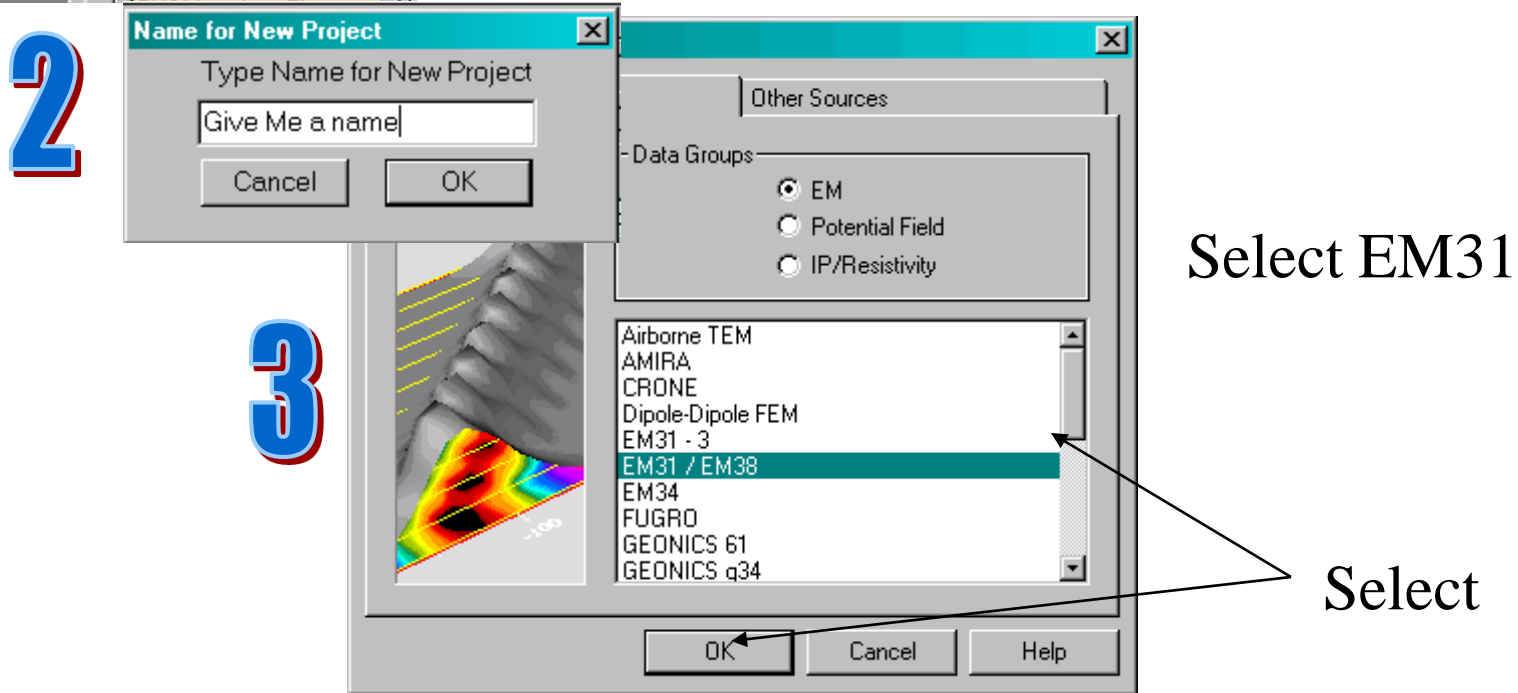 2
Name for New Project
Type Name for New Project
Give Me a name
Cancel OK
Other Sources
Data Groups
EM
Potential Field
IP/Resistivity
Select EM31
3
Airborne TEM
AMIRA
CRONE
Dipole-Dipole FEM
EM31 - 3
EM31 / EM38
EM34
FUGRO
GEONICS 61
GEONICS g34
-100
Select
OK Cancel Help